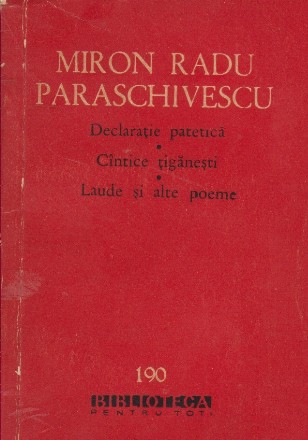 MIRON RADU
PARASCHIVESCU
Declarație patetică
•
Cîntice țigănești
•
Laude și alte poeme
190
BIBLIOTECA
PENTRU TOȚI